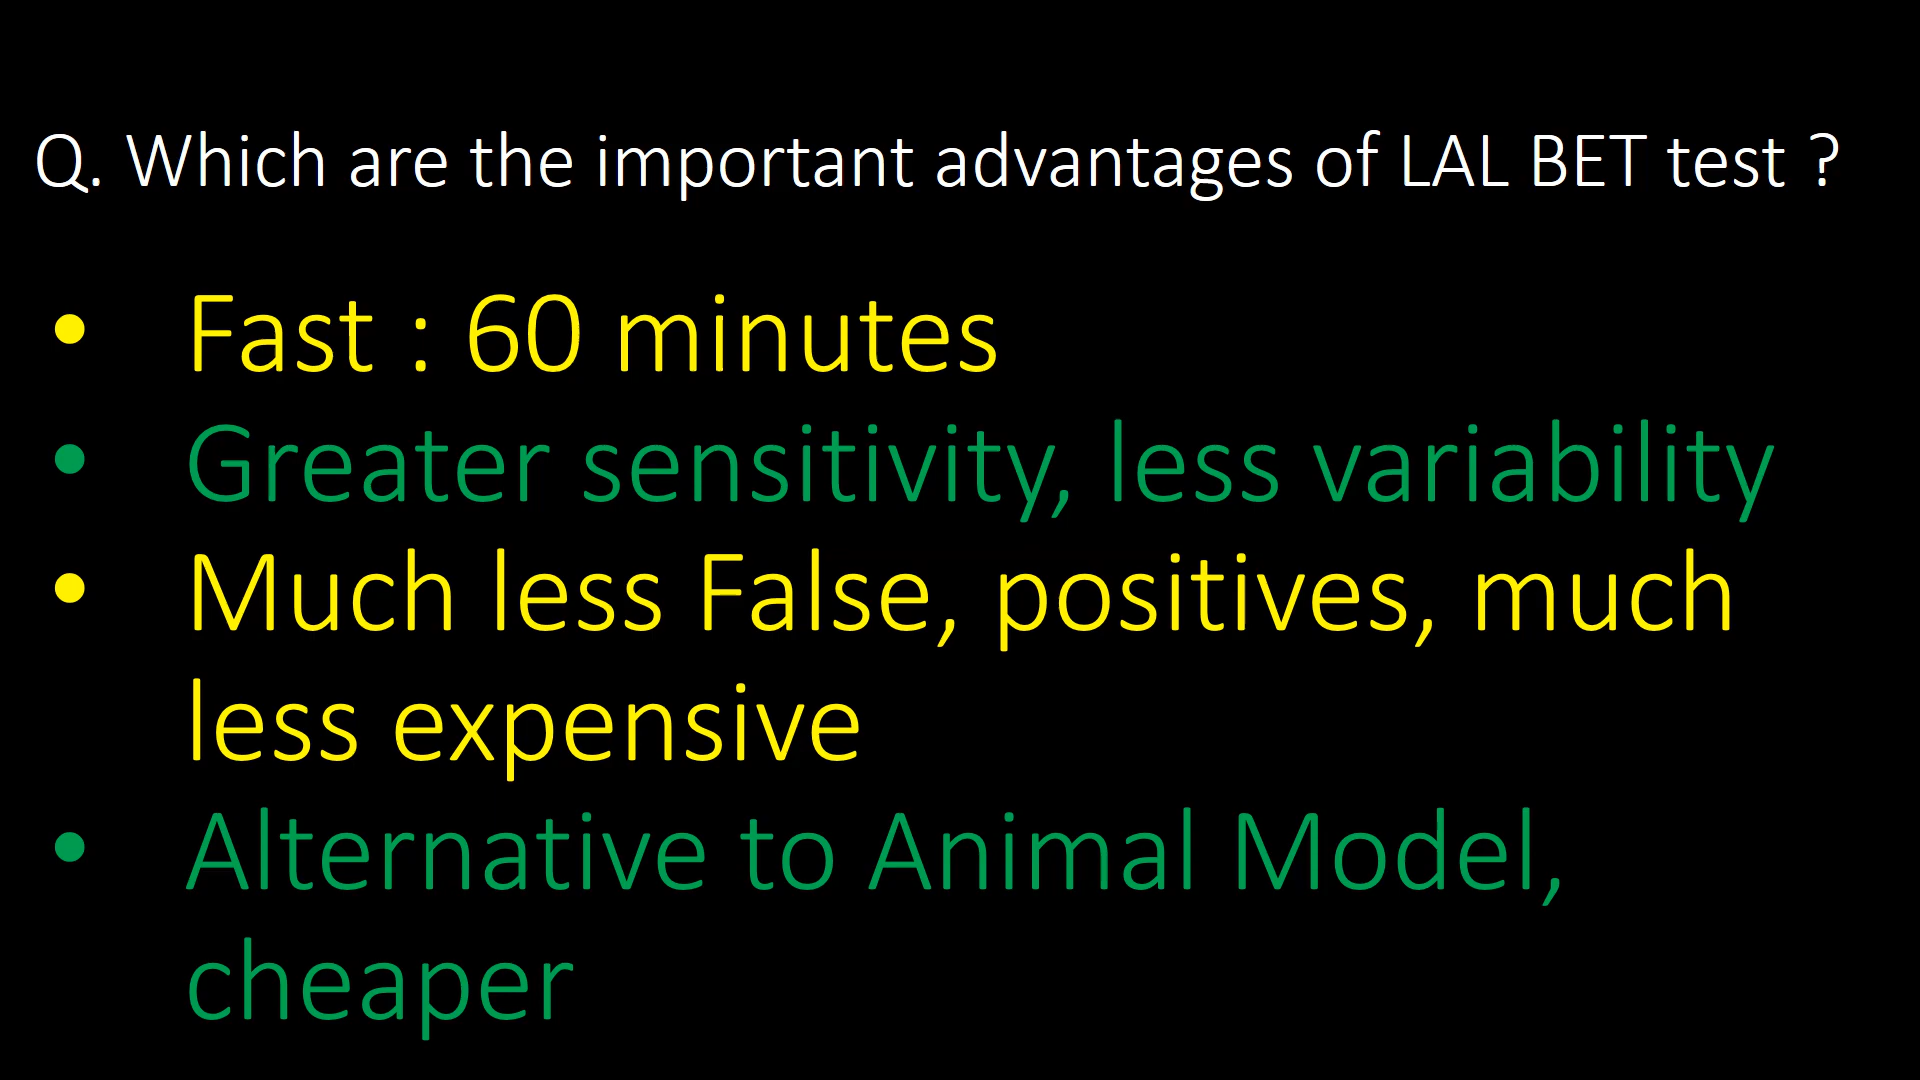 Q. Which are the important advantages of LAL BET test ?
• Fast : 60 minutes
• Greater sensitivity, less variability
• Much less False, positives, much
less expensive
• Alternative to Animal Model,
cheaper